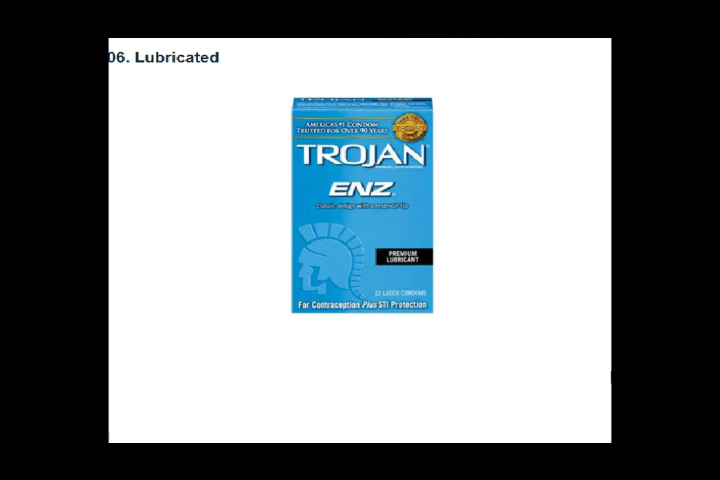 06. Lubricated
AMERICA'S #1 CONDOM
TRUSTED FOR OVER 90 YEARS
TROJAN
ENZ
classic design with a reservoir tip
PREMIUM
LUBRICANT
12 LATEX CONDOMS
For Contraception Plus STI Protection